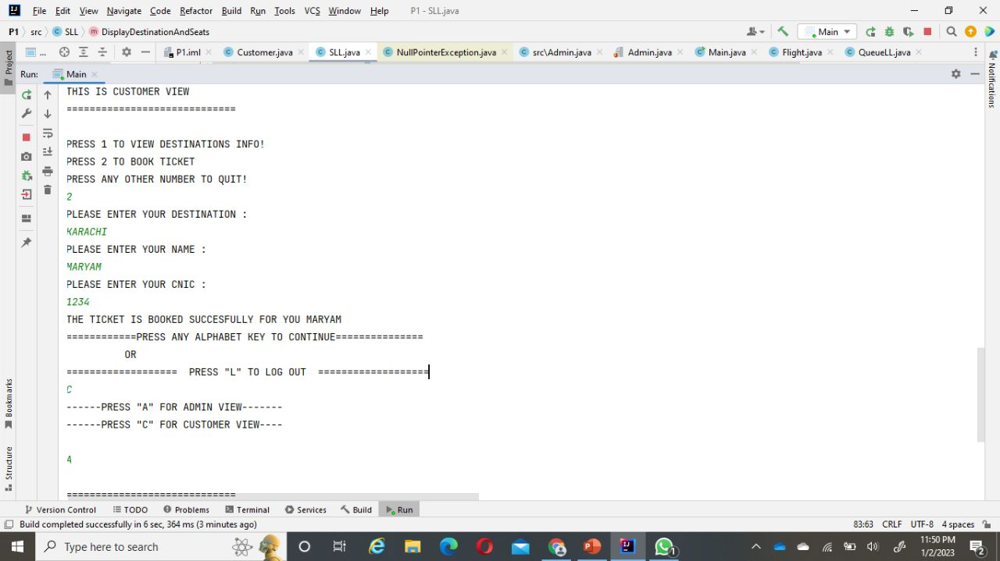 File Edit View Navigate Code Refactor Build Run Tools VCS Window Help P1 - SLL.java
P1 src SLL DisplayDestinationAndSeats Main
Project
... P1.iml Customer.java SLL.java NullPointerException.java src\Admin.java Admin.java Main.java Flight.java QueueLL.java
Notifications
Run: Main
THIS IS CUSTOMER VIEW
=============================
PRESS 1 TO VIEW DESTINATIONS INFO!
PRESS 2 TO BOOK TICKET
PRESS ANY OTHER NUMBER TO QUIT!
2
PLEASE ENTER YOUR DESTINATION :
KARACHI
PLEASE ENTER YOUR NAME :
MARYAM
PLEASE ENTER YOUR CNIC :
1234
THE TICKET IS BOOKED SUCCESFULLY FOR YOU MARYAM
============PRESS ANY ALPHABET KEY TO CONTINUE===============
OR
=================== PRESS "L" TO LOG OUT ===================
C
------PRESS "A" FOR ADMIN VIEW-------
------PRESS "C" FOR CUSTOMER VIEW----
A
=============================
Bookmarks
Structure
Version Control TODO Problems Terminal Services Build Run
Build completed successfully in 6 sec, 364 ms (3 minutes ago) 83:63 CRLF UTF-8 4 spaces
Type here to search
1
11:50 PM
1/2/2023
2